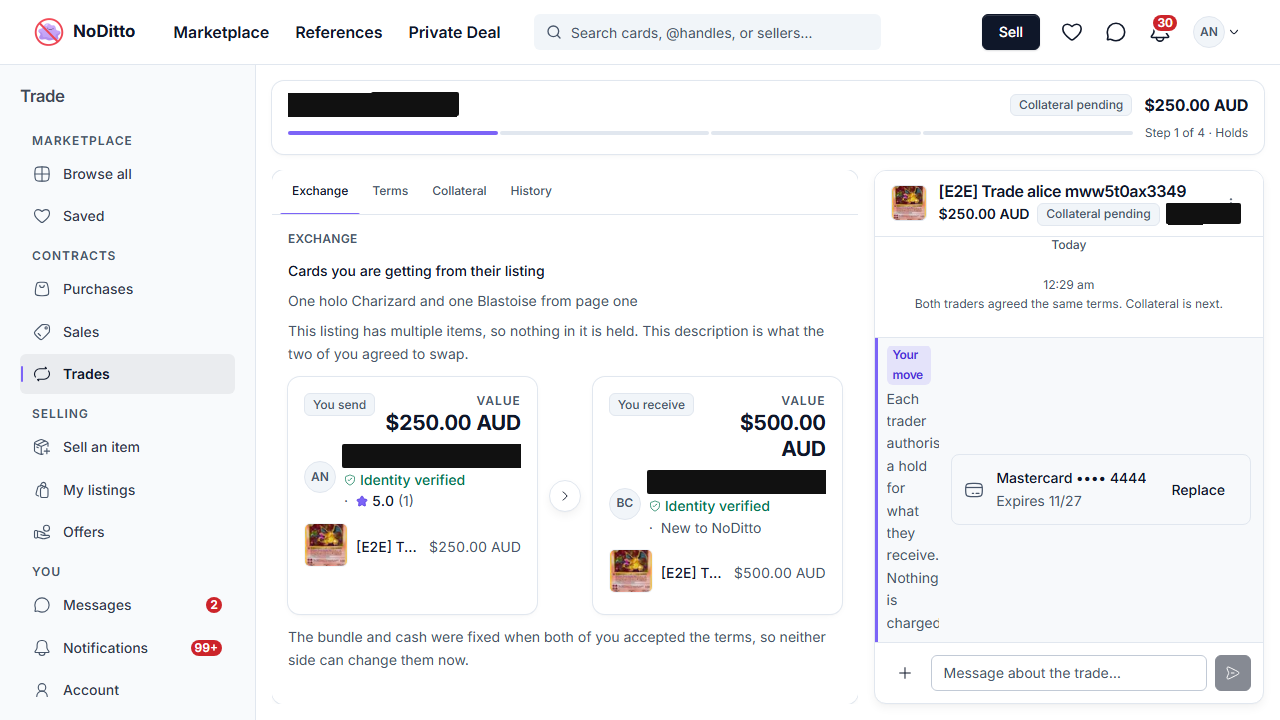 NoDitto
Marketplace
References
Private Deal
Search cards, @handles, or sellers...
Sell
30
AN
Trade
MARKETPLACE
Browse all
Saved
CONTRACTS
Purchases
Sales
Trades
SELLING
Sell an item
My listings
Offers
YOU
Messages
2
Notifications
99+
Account
Collateral pending
$250.00 AUD
Step 1 of 4 · Holds
Exchange
Terms
Collateral
History
EXCHANGE
Cards you are getting from their listing
One holo Charizard and one Blastoise from page one
This listing has multiple items, so nothing in it is held. This description is what the
two of you agreed to swap.
You send
VALUE
$250.00 AUD
AN
Identity verified
· 5.0 (1)
[E2E] T...
$250.00 AUD
You receive
VALUE
$500.00
AUD
BC
Identity verified
· New to NoDitto
[E2E] T...
$500.00 AUD
The bundle and cash were fixed when both of you accepted the terms, so neither
side can change them now.
[E2E] Trade alice mww5t0ax3349
$250.00 AUD
Collateral pending
Today
12:29 am
Both traders agreed the same terms. Collateral is next.
Your
move
Each
trader
authoris
a hold
for
what
they
receive.
Nothing
is
charged
Mastercard •••• 4444
Expires 11/27
Replace
Message about the trade...